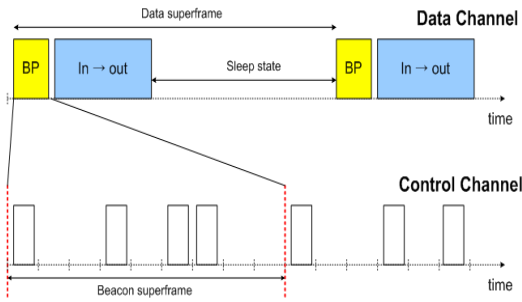 Data superframe
Data Channel
BP
In → out
Sleep state
BP
In → out
time
Control Channel
time
Beacon superframe